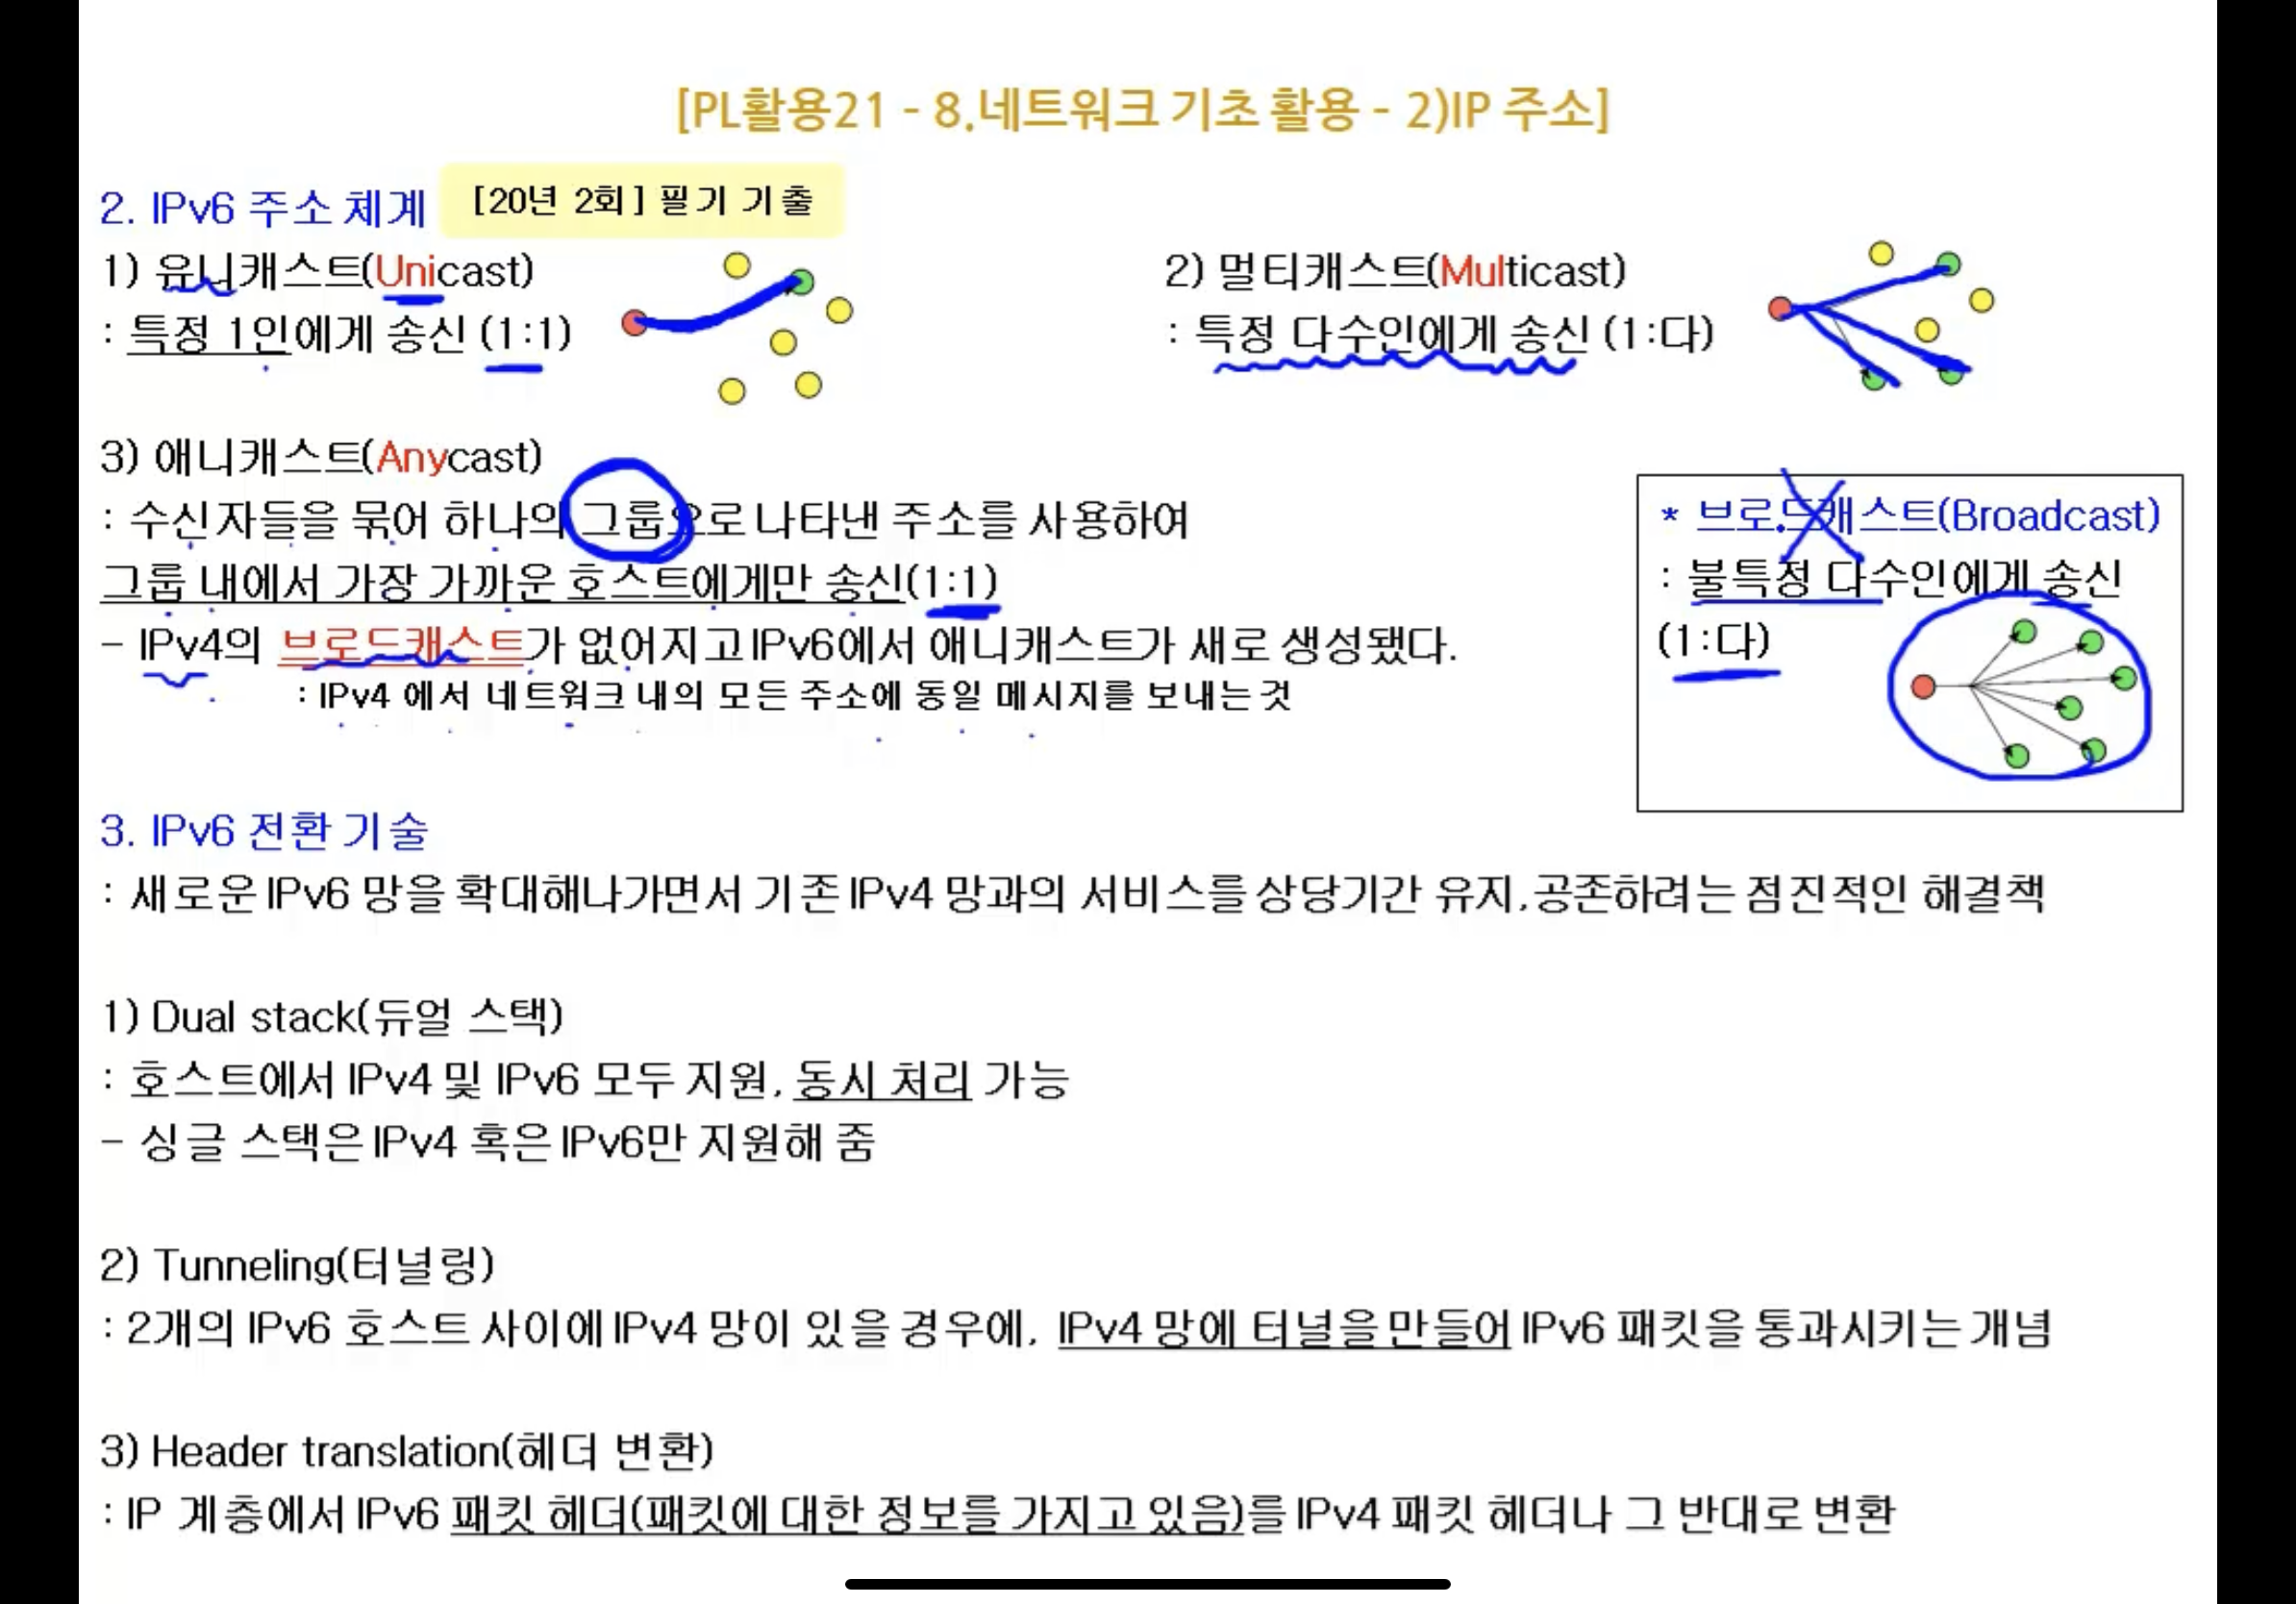 [PL활용21 - 8.네트워크 기초 활용 - 2)IP 주소]
2. IPv6 주소 체계
[20년 2회] 필기 기출
1) 유니캐스트(Unicast)
: 특정 1인에게 송신 (1:1)
2) 멀티캐스트(Multicast)
: 특정 다수인에게 송신 (1:다)
3) 애니캐스트(Anycast)
: 수신자들을 묶어 하나의 그룹으로 나타낸 주소를 사용하여
그룹 내에서 가장 가까운 호스트에게만 송신(1:1)
- IPv4의 브로드캐스트가 없어지고 IPv6에서 애니캐스트가 새로 생성됐다.
: IPv4 에서 네트워크 내의 모든 주소에 동일 메시지를 보내는 것
* 브로드캐스트(Broadcast)
: 불특정 다수인에게 송신
(1:다)
3. IPv6 전환 기술
: 새로운 IPv6 망을 확대해나가면서 기존 IPv4 망과의 서비스를 상당기간 유지,공존하려는 점진적인 해결책
1) Dual stack(듀얼 스택)
: 호스트에서 IPv4 및 IPv6 모두 지원, 동시 처리 가능
- 싱글 스택은 IPv4 혹은 IPv6만 지원해 줌
2) Tunneling(터널링)
: 2개의 IPv6 호스트 사이에 IPv4 망이 있을 경우에, IPv4 망에 터널을 만들어 IPv6 패킷을 통과시키는 개념
3) Header translation(헤더 변환)
: IP 계층에서 IPv6 패킷 헤더(패킷에 대한 정보를 가지고 있음)를 IPv4 패킷 헤더나 그 반대로 변환